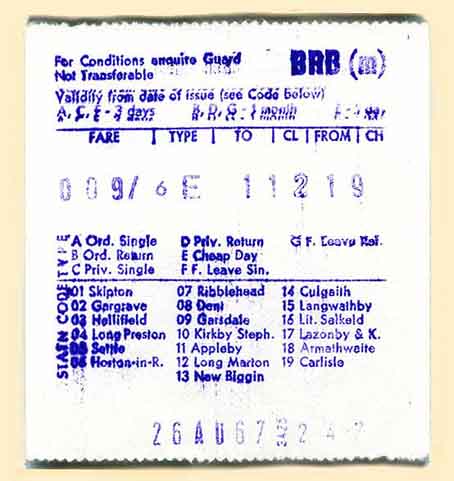 For Conditions enquire Guard
Not Transferable
BRB (m)
Validity from date of issue (see Code below)
A, C, E - 3 days B, D, G - 1 month
FARE | TYPE | TO | CL | FROM | CH
009/6 E 11 2 19
TYPE
A Ord. Single
B Ord. Return
C Priv. Single
D Priv. Return
E Cheap Day
F F. Leave Sin.
G F. Leave Ret.
STATN CODE
01 Skipton
02 Gargrave
03 Hellifield
04 Long Preston
05 Settle
06 Horton-in-R.
07 Ribblehead
08 Dent
09 Garsdale
10 Kirkby Steph.
11 Appleby
12 Long Marton
13 New Biggin
14 Culgaith
15 Langwathby
16 Lit. Salkeld
17 Lazonby & K.
18 Armathwaite
19 Carlisle
26 AU 67